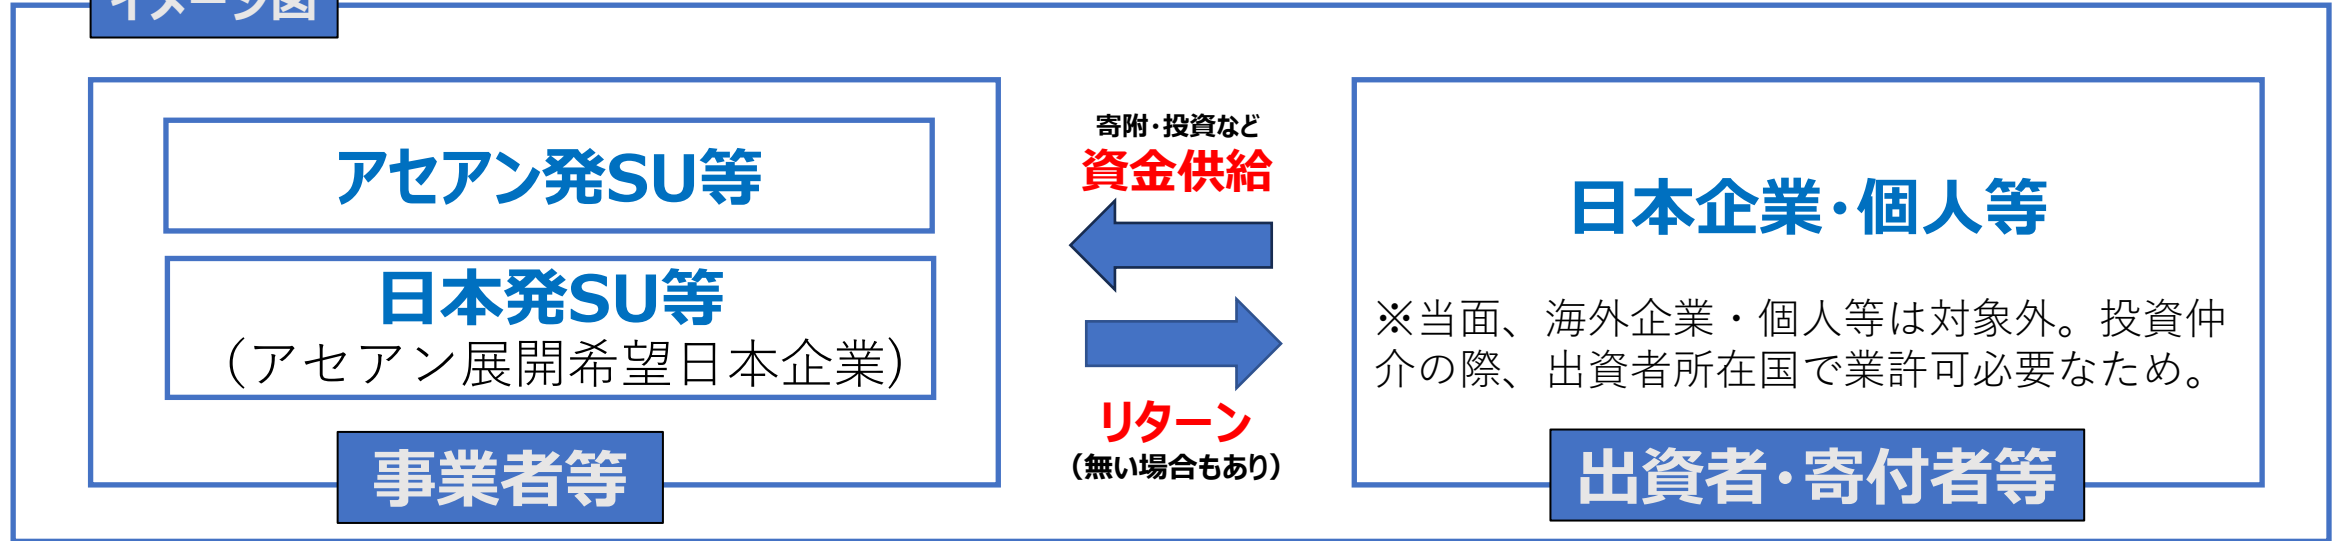 イメージ図
アセアン発SU等
日本発SU等
（アセアン展開希望日本企業）
事業者等
寄附・投資など
資金供給
リターン
（無い場合もあり）
日本企業・個人等
※当面、海外企業・個人等は対象外。投資仲
介の際、出資者所在国で業許可必要なため。
出資者・寄付者等